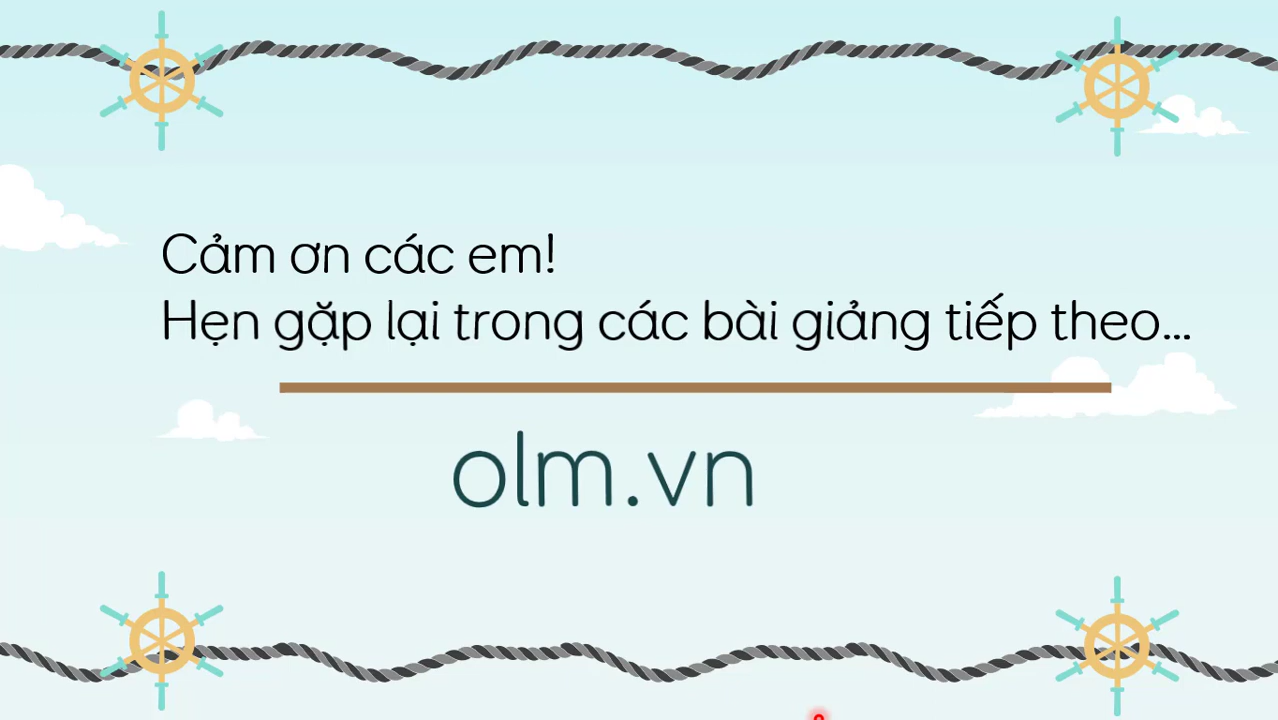 Cảm ơn các em!
Hẹn gặp lại trong các bài giảng tiếp theo...
olm.vn